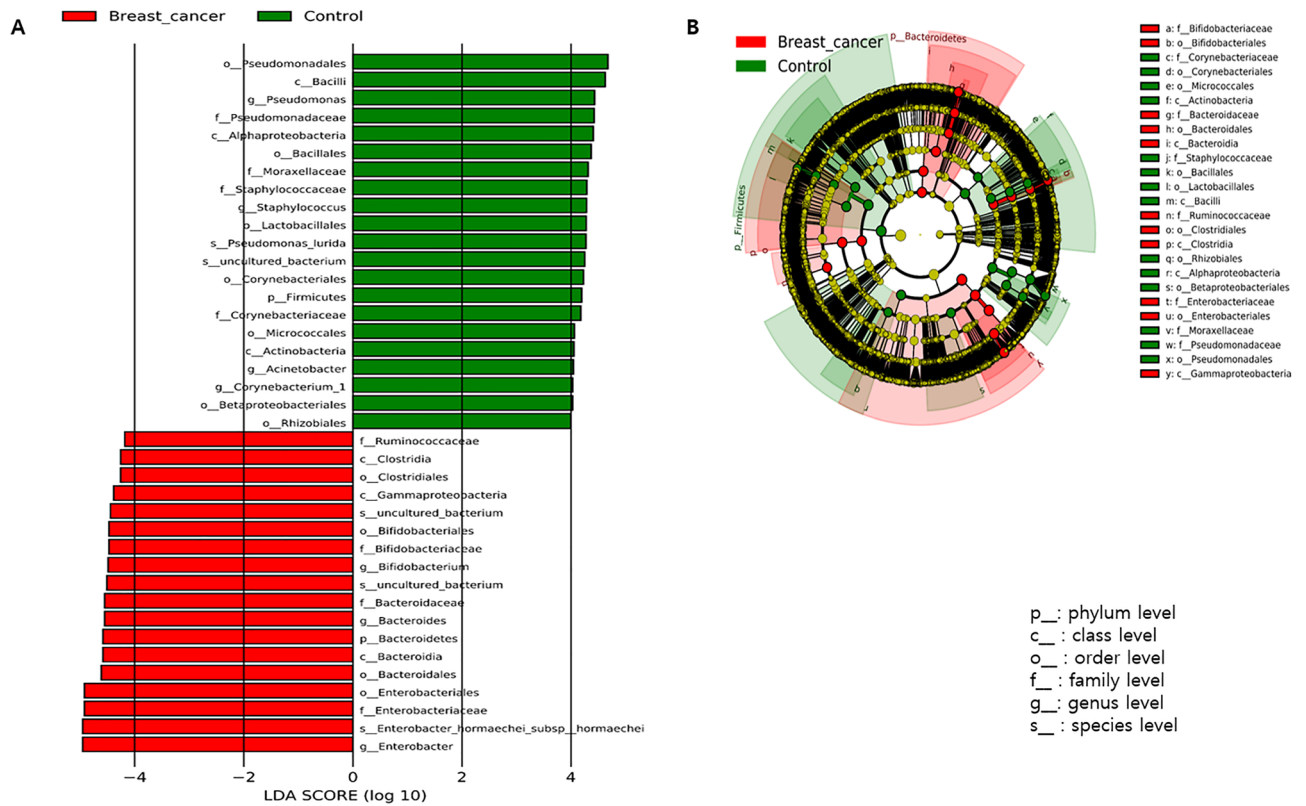 A
Breast_cancer
Control
o__Pseudomonadales
c__Bacilli
g__Pseudomonas
f__Pseudomonadaceae
c__Alphaproteobacteria
o__Bacillales
f__Moraxellaceae
f__Staphylococcaceae
g__Staphylococcus
o__Lactobacillales
s__Pseudomonas_lurida
s__uncultured_bacterium
o__Corynebacteriales
p__Firmicutes
f__Corynebacteriaceae
o__Micrococcales
c__Actinobacteria
g__Acinetobacter
g__Corynebacterium_1
o__Betaproteobacteriales
o__Rhizobiales
f__Ruminococcaceae
c__Clostridia
o__Clostridiales
c__Gammaproteobacteria
s__uncultured_bacterium
o__Bifidobacteriales
f__Bifidobacteriaceae
g__Bifidobacterium
s__uncultured_bacterium
f__Bacteroidaceae
g__Bacteroides
p__Bacteroidetes
c__Bacteroidia
o__Bacteroidales
o__Enterobacteriales
f__Enterobacteriaceae
s__Enterobacter_hormaechei_subsp__hormaechei
g__Enterobacter
−4 −2 0 2 4
LDA SCORE (log 10)
B
Breast_cancer
Control
p__Bacteroidetes
i
h
m
p__Firmicutes
p
o
s
x
y
u
a: f__Bifidobacteriaceae
b: o__Bifidobacteriales
c: f__Corynebacteriaceae
d: o__Corynebacteriales
e: o__Micrococcales
f: c__Actinobacteria
g: f__Bacteroidaceae
h: o__Bacteroidales
i: c__Bacteroidia
j: f__Staphylococcaceae
k: o__Bacillales
l: o__Lactobacillales
m: c__Bacilli
n: f__Ruminococcaceae
o: o__Clostridiales
p: c__Clostridia
q: o__Rhizobiales
r: c__Alphaproteobacteria
s: o__Betaproteobacteriales
t: f__Enterobacteriaceae
u: o__Enterobacteriales
v: f__Moraxellaceae
w: f__Pseudomonadaceae
x: o__Pseudomonadales
y: c__Gammaproteobacteria
p__: phylum level
c__ : class level
o__ : order level
f__ : family level
g__: genus level
s__ : species level